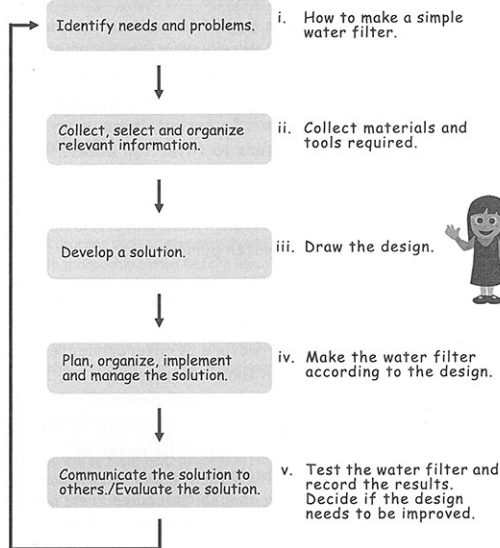 Identify needs and problems.
i. How to make a simple
water filter.
Collect, select and organize
relevant information.
ii. Collect materials and
tools required.
Develop a solution.
iii. Draw the design.
Plan, organize, implement
and manage the solution.
iv. Make the water filter
according to the design.
Communicate the solution to
others./Evaluate the solution.
v. Test the water filter and
record the results.
Decide if the design
needs to be improved.